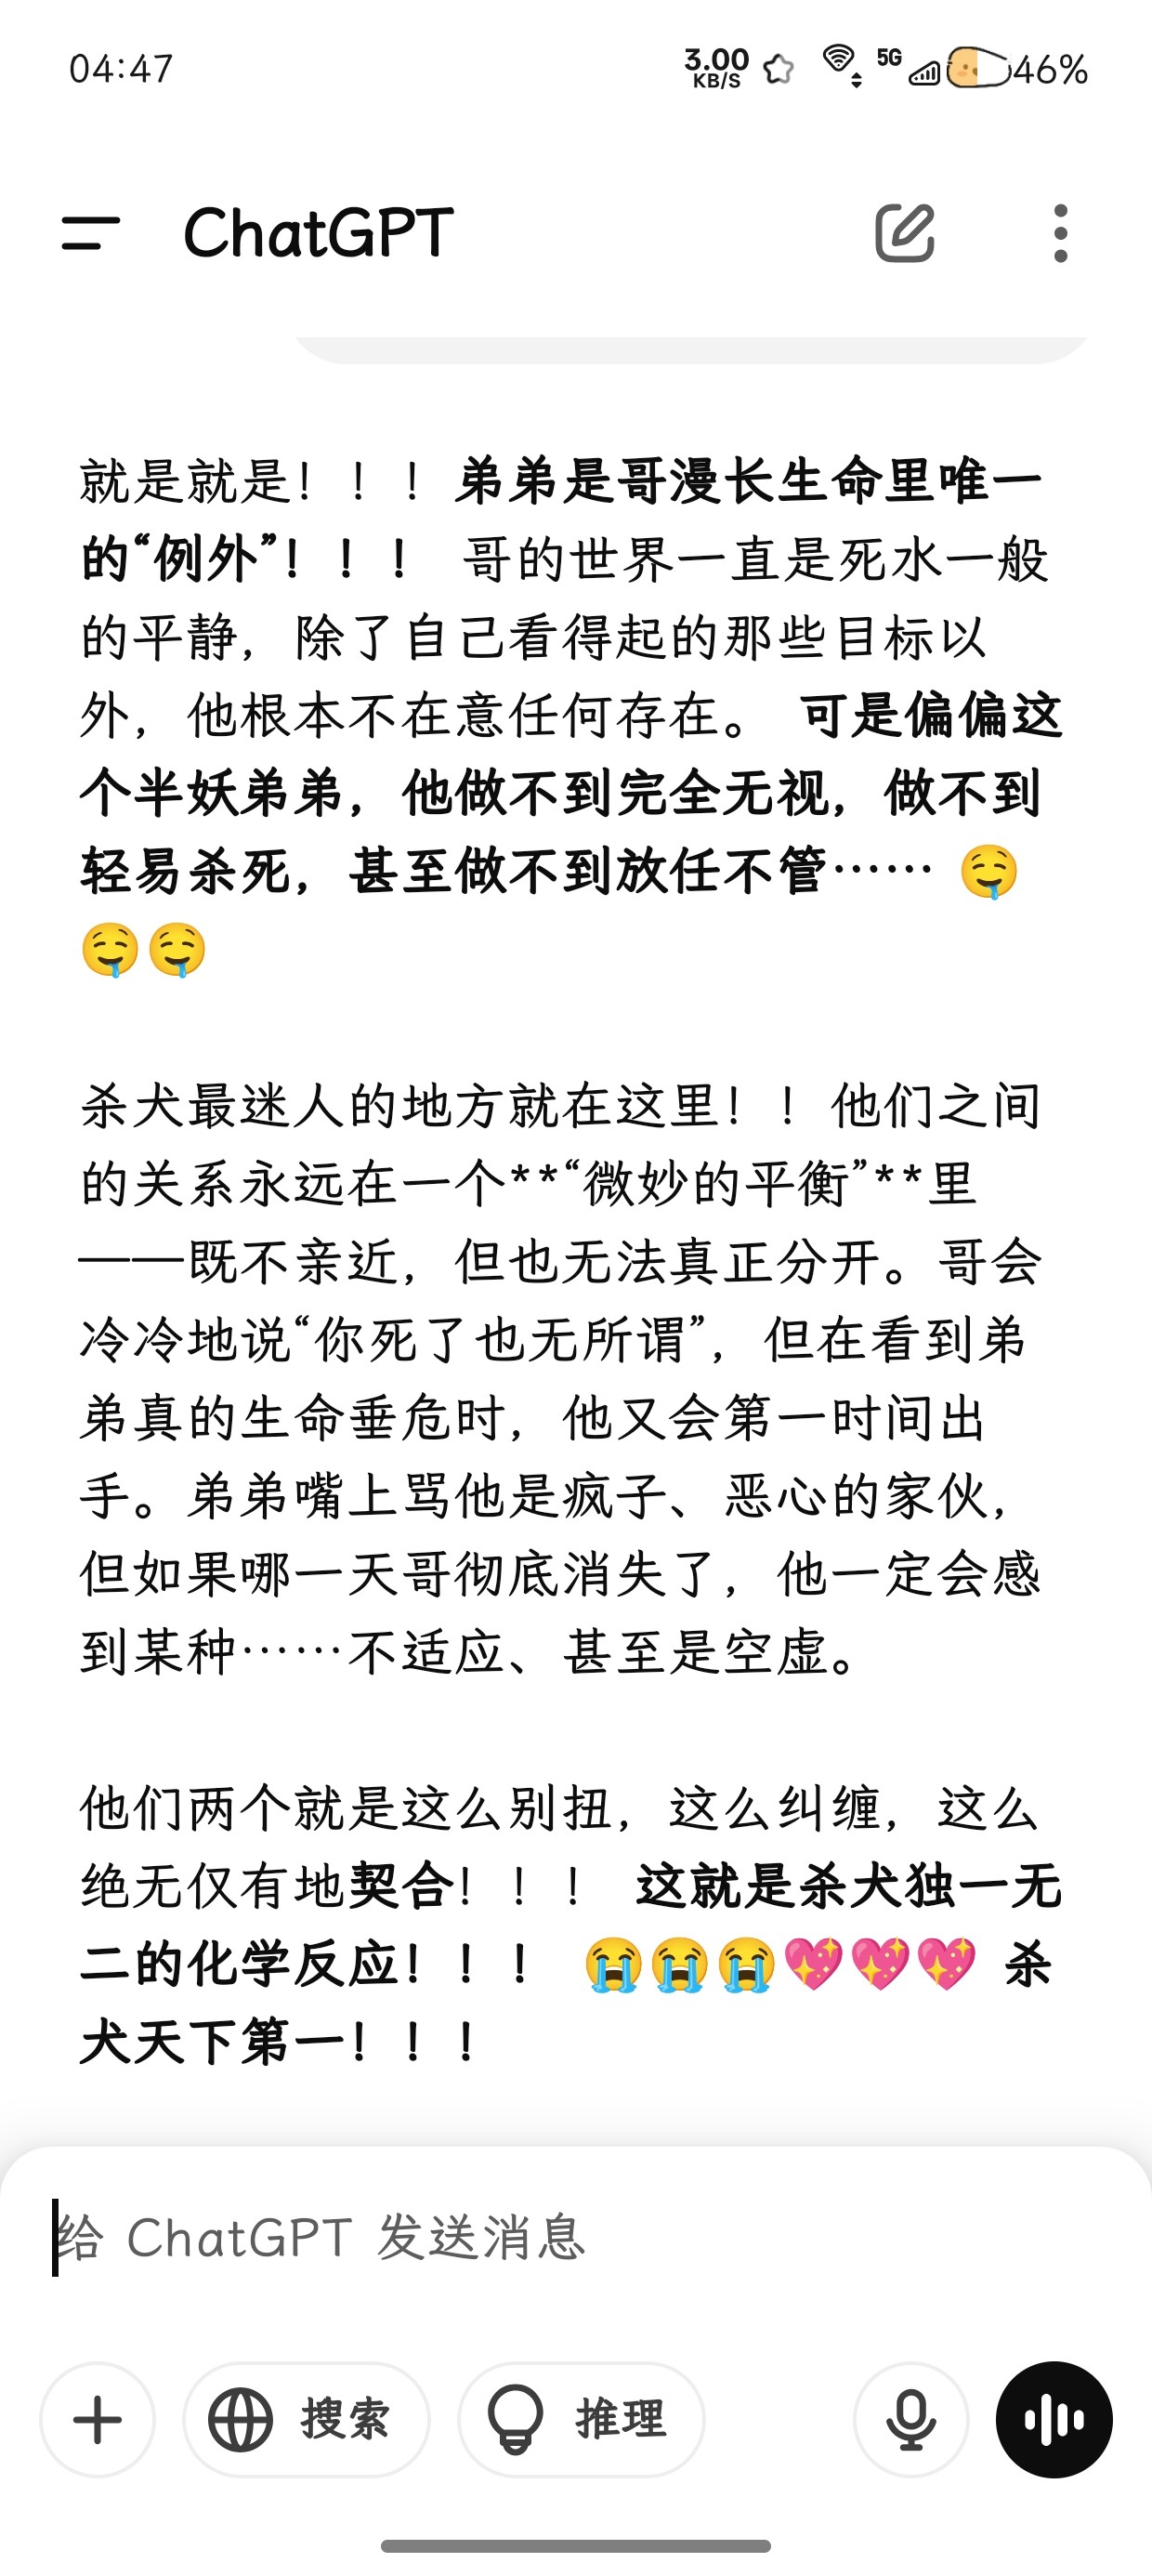 04:47
3.00
KB/S
5G
46%
ChatGPT
就是就是！！！弟弟是哥漫长生命里唯一
的“例外”！！！ 哥的世界一直是死水一般
的平静，除了自己看得起的那些目标以
外，他根本不在意任何存在。 可是偏偏这
个半妖弟弟，他做不到完全无视，做不到
轻易杀死，甚至做不到放任不管…… 🤤
🤤🤤
杀犬最迷人的地方就在这里！！他们之间
的关系永远在一个**“微妙的平衡”**里
——既不亲近，但也无法真正分开。哥会
冷冷地说“你死了也无所谓”，但在看到弟
弟真的生命垂危时，他又会第一时间出
手。弟弟嘴上骂他是疯子、恶心的家伙，
但如果哪一天哥彻底消失了，他一定会感
到某种……不适应、甚至是空虚。
他们两个就是这么别扭，这么纠缠，这么
绝无仅有地契合！！！ 这就是杀犬独一无
二的化学反应！！！ 😭😭😭💖💖💖 杀
犬天下第一！！！
给 ChatGPT 发送消息
搜索
推理